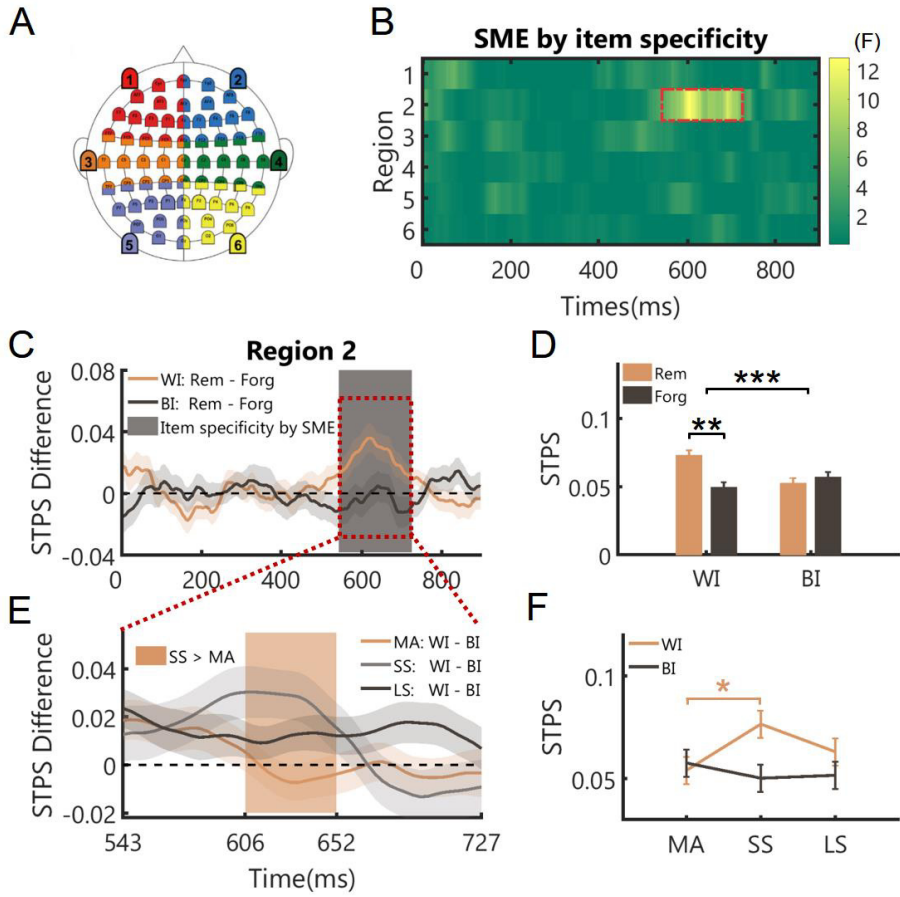 A
1
2
3
4
5
6
B
SME by item specificity
(F)
Region
1
2
3
4
5
6
12
10
8
6
4
2
0
200
400
600
800
Times(ms)
C
Region 2
STPS Difference
0.08
0.04
0
-0.04
WI: Rem - Forg
BI: Rem - Forg
Item specificity by SME
0
200
400
600
800
D
Rem
Forg
STPS
0.1
0.05
0
***
**
WI
BI
E
STPS Difference
0.04
0.02
0
-0.02
SS > MA
MA: WI - BI
SS: WI - BI
LS: WI - BI
543
606
652
727
Time(ms)
F
WI
BI
STPS
0.1
0.05
*
MA
SS
LS